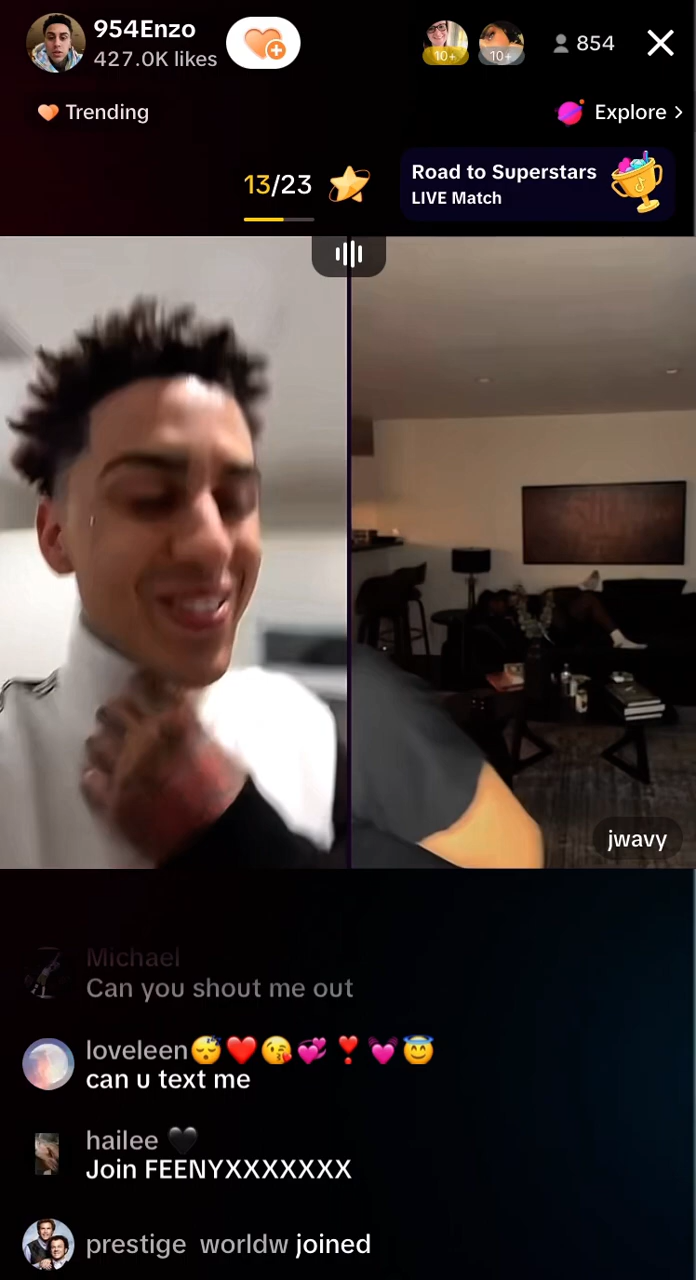 954Enzo
427.0K likes
10+
10+
854
Trending
Explore >
13/23
Road to Superstars
LIVE Match
jwavy
Michael
Can you shout me out
loveleen😴❤️😘💞❣️💓😇
can u text me
hailee 🖤
Join FEENYXXXXXXX
prestige worldw joined